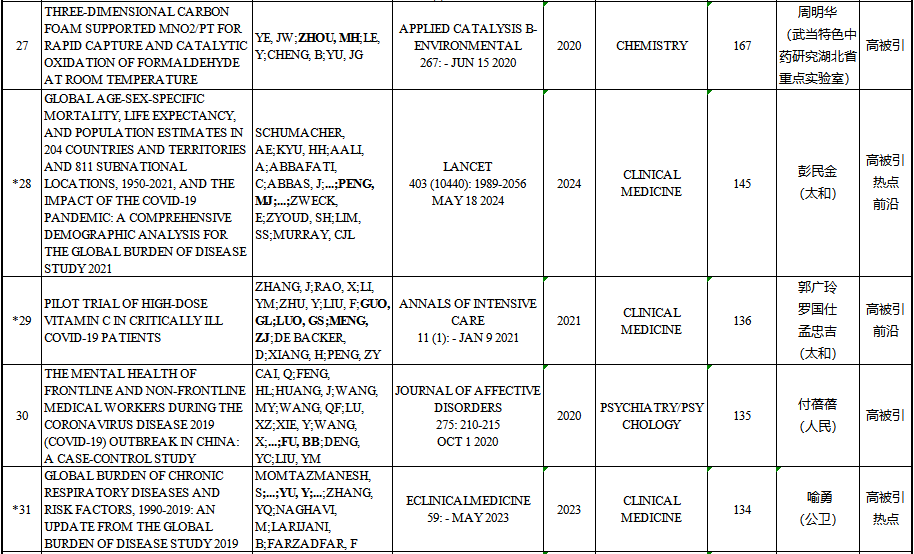 27
THREE-DIMENSIONAL CARBON
FOAM SUPPORTED MNO2/PT FOR
RAPID CAPTURE AND CATALYTIC
OXIDATION OF FORMALDEHYDE
AT ROOM TEMPERATURE
YE, JW;ZHOU, MH;LE,
Y;CHENG, B;YU, JG
APPLIED CATALYSIS B-
ENVIRONMENTAL
267: - JUN 15 2020
2020
CHEMISTRY
167
周明华
（武当特色中
药研究湖北省
重点实验室）
高被引
*28
GLOBAL AGE-SEX-SPECIFIC
MORTALITY, LIFE EXPECTANCY,
AND POPULATION ESTIMATES IN
204 COUNTRIES AND TERRITORIES
AND 811 SUBNATIONAL
LOCATIONS, 1950-2021, AND THE
IMPACT OF THE COVID-19
PANDEMIC: A COMPREHENSIVE
DEMOGRAPHIC ANALYSIS FOR
THE GLOBAL BURDEN OF DISEASE
STUDY 2021
SCHUMACHER,
AE;KYU, HH;AALI,
A;ABBAFATI,
C;ABBAS, J;...;PENG,
MJ;...;ZWECK,
E;ZYOUD, SH;LIM,
SS;MURRAY, CJL
LANCET
403 (10440): 1989-2056
MAY 18 2024
2024
CLINICAL
MEDICINE
145
彭民金
（太和）
高被引
热点
前沿
*29
PILOT TRIAL OF HIGH-DOSE
VITAMIN C IN CRITICALLY ILL
COVID-19 PATIENTS
ZHANG, J;RAO, X;LI,
YM;ZHU, Y;LIU, F;GUO,
GL;LUO, GS;MENG,
ZJ;DE BACKER,
D;XIANG, H;PENG, ZY
ANNALS OF INTENSIVE
CARE
11 (1): - JAN 9 2021
2021
CLINICAL
MEDICINE
136
郭广玲
罗国仕
孟忠吉
（太和）
高被引
前沿
30
THE MENTAL HEALTH OF
FRONTLINE AND NON-FRONTLINE
MEDICAL WORKERS DURING THE
CORONAVIRUS DISEASE 2019
(COVID-19) OUTBREAK IN CHINA:
A CASE-CONTROL STUDY
CAI, Q;FENG,
HL;HUANG, J;WANG,
MY;WANG, QF;LU,
XZ;XIE, Y;WANG,
X;...;FU, BB;DENG,
YC;LIU, YM
JOURNAL OF AFFECTIVE
DISORDERS
275: 210-215
OCT 1 2020
2020
PSYCHIATRY/PSY
CHOLOGY
135
付蓓蓓
（人民）
高被引
*31
GLOBAL BURDEN OF CHRONIC
RESPIRATORY DISEASES AND
RISK FACTORS, 1990-2019: AN
UPDATE FROM THE GLOBAL
BURDEN OF DISEASE STUDY 2019
MOMTAZMANESH,
S;...;YU, Y;...;ZHANG,
YQ;NAGHAVI,
M;LARIJANI,
B;FARZADFAR, F
ECLINICALMEDICINE
59: - MAY 2023
2023
CLINICAL
MEDICINE
134
喻勇
（公卫）
高被引
热点